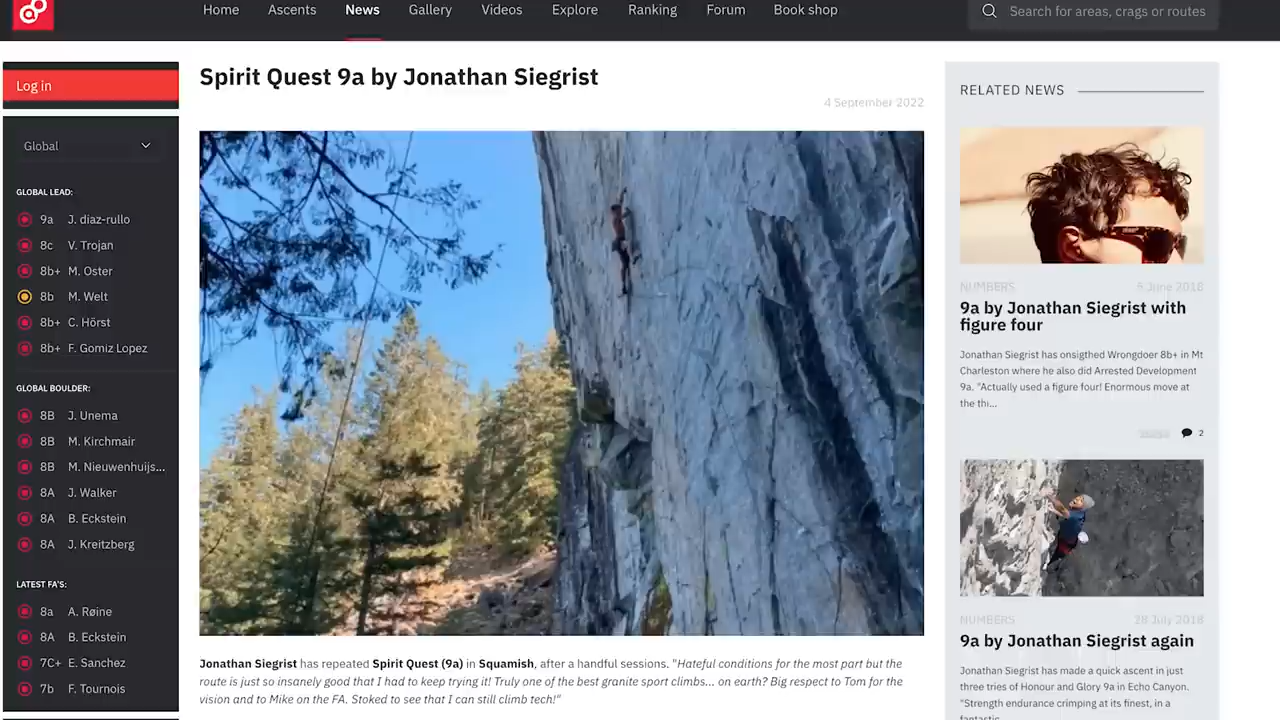 Home Ascents News Gallery Videos Explore Ranking Forum Book shop
Search for areas, crags or routes
Log in
Global
GLOBAL LEAD:
9a J. diaz-rullo
8c V. Trojan
8b+ M. Oster
8b M. Welt
8b+ C. Hörst
8b+ F. Gomiz Lopez
GLOBAL BOULDER:
8B J. Unema
8B M. Kirchmair
8B M. Nieuwenhuijs...
8A J. Walker
8A B. Eckstein
8A J. Kreitzberg
LATEST FA'S:
8a A. Røine
8A B. Eckstein
7C+ E. Sanchez
7b F. Tournois
Spirit Quest 9a by Jonathan Siegrist
4 September 2022
Jonathan Siegrist has repeated Spirit Quest (9a) in Squamish, after a handful sessions. "Hateful conditions for the most part but the
route is just so insanely good that I had to keep trying it! Truly one of the best granite sport climbs... on earth? Big respect to Tom for the
vision and to Mike on the FA. Stoked to see that I can still climb tech!"
RELATED NEWS
NUMBERS 5 June 2018
9a by Jonathan Siegrist with
figure four
Jonathan Siegrist has onsigthed Wrongdoer 8b+ in Mt
Charleston where he also did Arrested Development
9a. "Actually used a figure four! Enormous move at
the thi...
2
NUMBERS 28 July 2018
9a by Jonathan Siegrist again
Jonathan Siegrist has made a quick ascent in just
three tries of Honour and Glory 9a in Echo Canyon.
"Strength endurance crimping at its finest, in a
fantastic